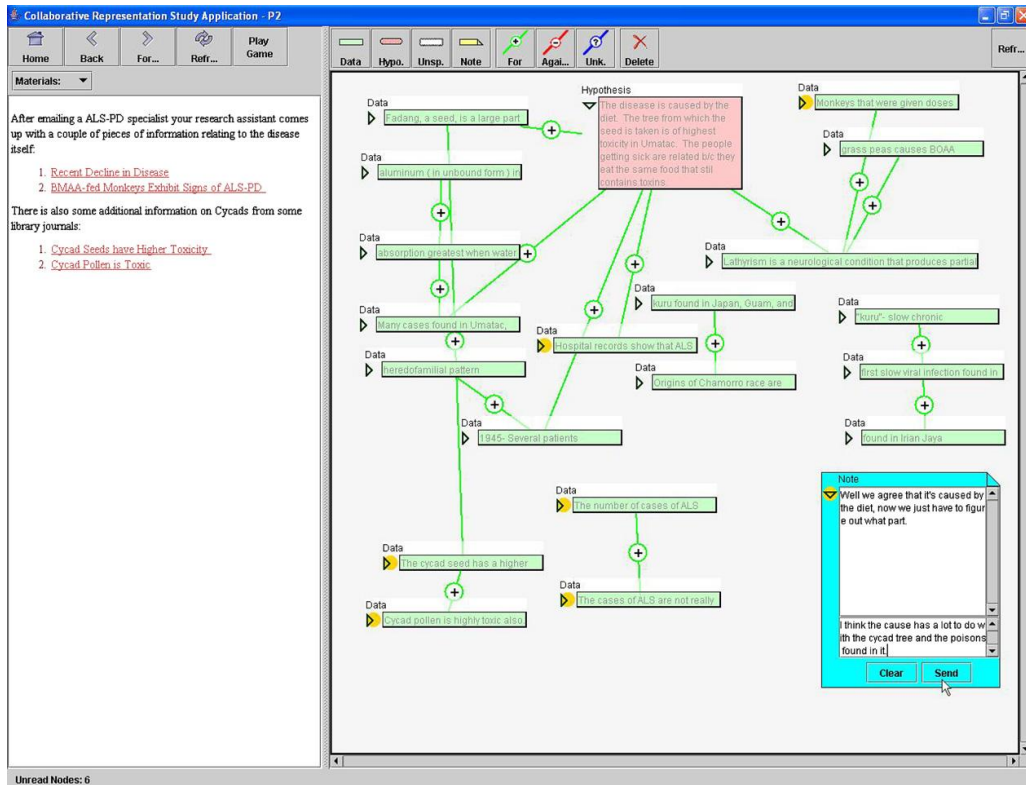 Collaborative Representation Study Application - P2
Home
Back
For...
Refr...
Play
Game
Data
Hypo.
Unsp.
Note
For
Agai...
Unk.
Delete
Refr...
Materials:
After emailing a ALS-PD specialist your research assistant comes
up with a couple of pieces of information relating to the disease
itself:
1. Recent Decline in Disease
2. BMAA-fed Monkeys Exhibit Signs of ALS-PD
There is also some additional information on Cycads from some
library journals:
1. Cycad Seeds have Higher Toxicity
2. Cycad Pollen is Toxic
Data
Fadang, a seed, is a large part
Hypothesis
The disease is caused by the
diet. The tree from which the
seed is taken is of highest
toxicity in Umatac. The people
getting sick are related b/c they
eat the same food that stil
contains toxins.
Data
Monkeys that were given doses
Data
grass peas causes BOAA
Data
aluminum ( in unbound form ) in
Data
absorption greatest when water
Data
Lathyrism is a neurological condition that produces partial
Data
kuru found in Japan, Guam, and
Data
"kuru"- slow chronic
Data
Many cases found in Umatac,
Data
Hospital records show that ALS
Data
heredofamilial pattern
Data
Origins of Chamorro race are
Data
first slow viral infection found in
Data
1945- Several patients
Data
found in Irian Jaya
Data
The number of cases of ALS
Data
The cycad seed has a higher
Data
The cases of ALS are not really
Data
Cycad pollen is highly toxic also,
Note
Well we agree that it's caused by
the diet, now we just have to figur
e out what part.
I think the cause has a lot to do w
ith the cycad tree and the poisons
found in it.
Clear
Send
Unread Nodes: 6